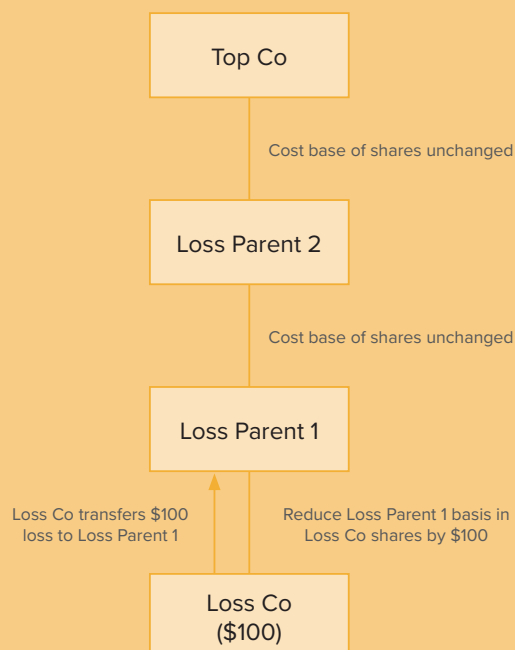 Top Co
Cost base of shares unchanged
Loss Parent 2
Cost base of shares unchanged
Loss Parent 1
Loss Co transfers $100
loss to Loss Parent 1
Reduce Loss Parent 1 basis in
Loss Co shares by $100
Loss Co
($100)